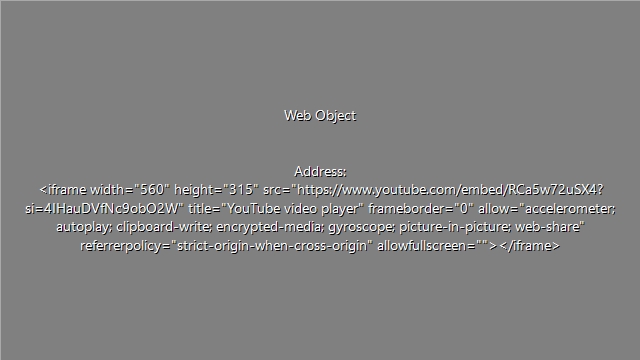 Web Object
Address:
<iframe width="560" height="315" src="https://www.youtube.com/embed/RCa5w72uSX4?
si=4IHauDVfNc9obO2W" title="YouTube video player" frameborder="0" allow="accelerometer;
autoplay; clipboard-write; encrypted-media; gyroscope; picture-in-picture; web-share"
referrerpolicy="strict-origin-when-cross-origin" allowfullscreen=""></iframe>